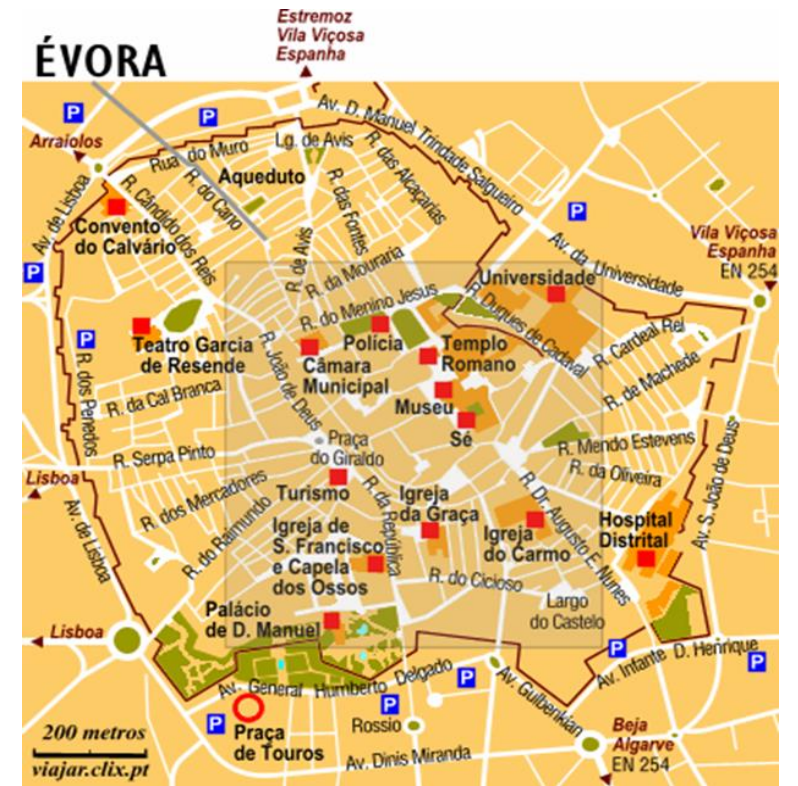 Estremoz
Vila Viçosa
Espanha
ÉVORA
P
P
Av. D. Manuel Trindade Salgueiro
Arraiolos
Rua do Muro
Lg. de Avis
R. das Alcaçarias
Aqueduto
R. do Cano
R. das Fontes
Av. de Lisboa
R. Cândido dos Reis
P
Convento
do Calvário
Av. da Universidade
Vila Viçosa
Espanha
EN 254
P
R. de Avis
R. da Mouraria
Universidade
R. do Menino Jesus
R. Duques de Cadaval
P
Teatro Garcia
de Resende
Polícia
Câmara
Municipal
Templo
Romano
R. Cardeal Rei
R. de Machede
R. dos Penedos
R. da Cal Branca
R. João de Deus
Museu
Sé
Praça
do Giraldo
R. Serpa Pinto
R. Mendo Estevens
R. da Oliveira
Lisboa
R. dos Mercadores
Turismo
R. da República
Igreja
da Graça
R. Dr. Augusto E. Nunes
Av. S. João de Deus
Av. de Lisboa
R. do Raimundo
Igreja de
S. Francisco
e Capela
dos Ossos
Igreja
do Carmo
Hospital
Distrital
R. do Cicioso
Largo
do Castelo
Palácio
de D. Manuel
Lisboa
P
P
Av. Infante D. Henrique
Av. General Humberto Delgado
P
P
Av. Gulbenkian
P
Praça
de Touros
Rossio
Av. Dinis Miranda
Beja
Algarve
EN 254
200 metros
viajar.clix.pt